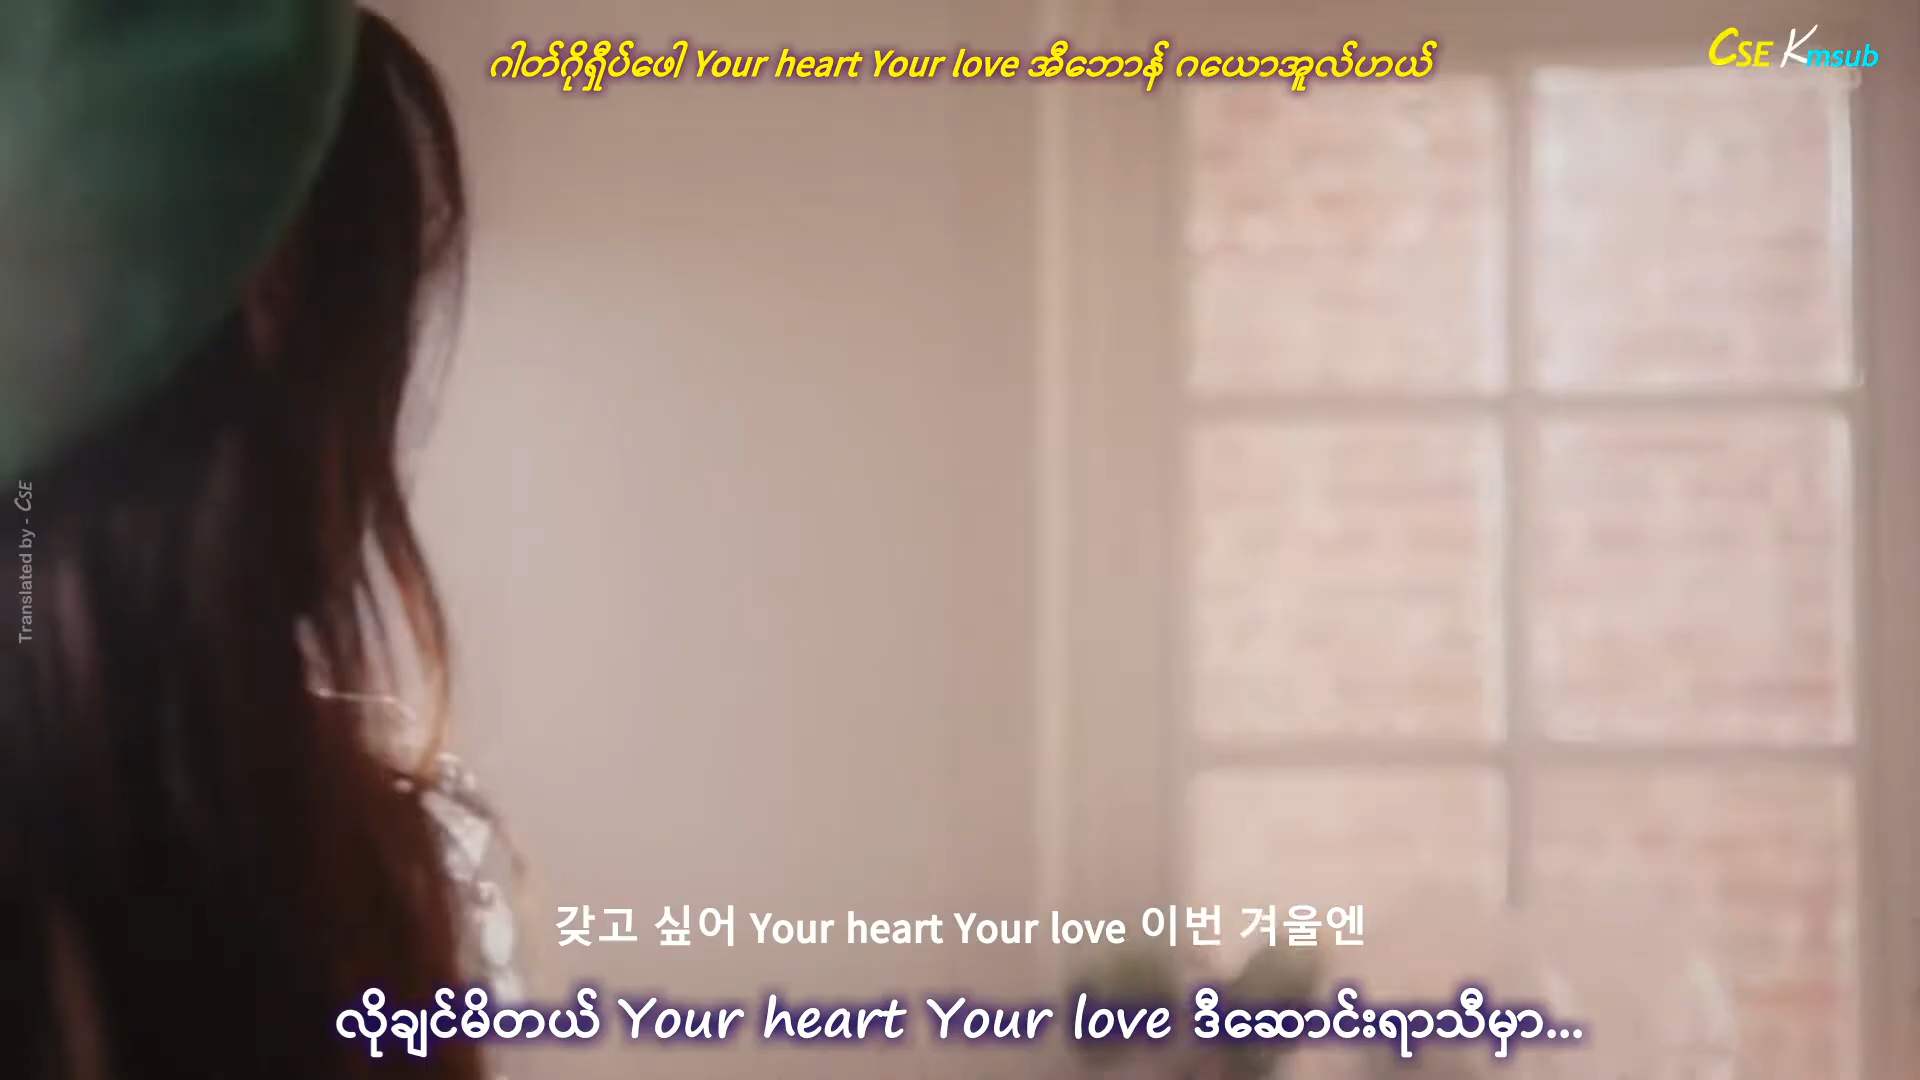 ဂါတ်ဂိုရှီပ်ဖေါ Your heart Your love အီဘောန် ဂယောအူလ်ဟယ်
CSE Kmsub
Translated by - CSE
갖고 싶어 Your heart Your love 이번 겨울엔
လိုချင်မိတယ် Your heart Your love ဒီဆောင်းရာသီမှာ...